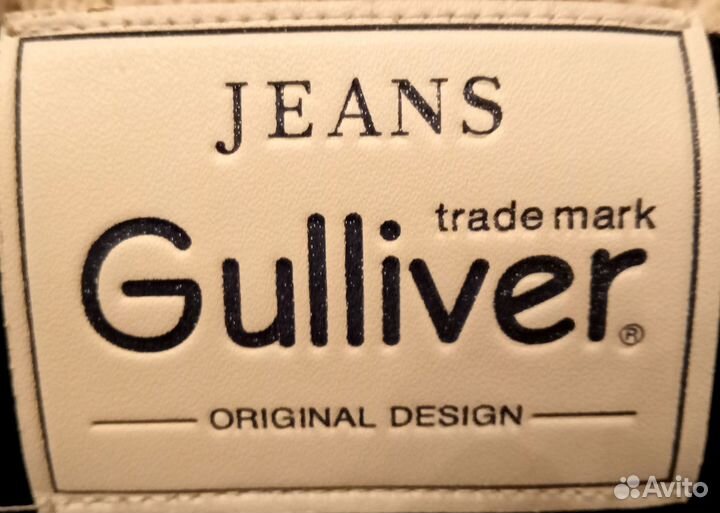 JEANS
trade mark
Gulliver®
ORIGINAL DESIGN
Avito